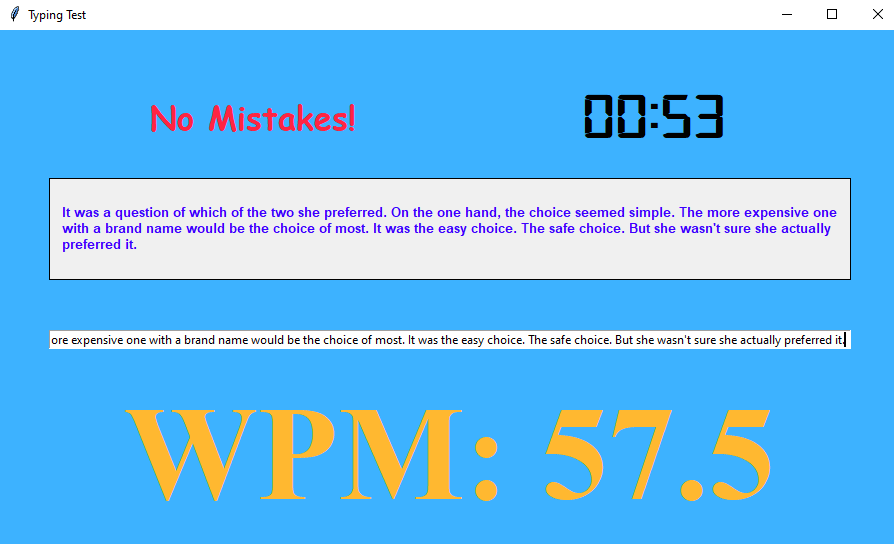 Typing Test
No Mistakes!
00:53
It was a question of which of the two she preferred. On the one hand, the choice seemed simple. The more expensive one
with a brand name would be the choice of most. It was the easy choice. The safe choice. But she wasn't sure she actually
preferred it.
ore expensive one with a brand name would be the choice of most. It was the easy choice. The safe choice. But she wasn't sure she actually preferred it.
WPM: 57.5